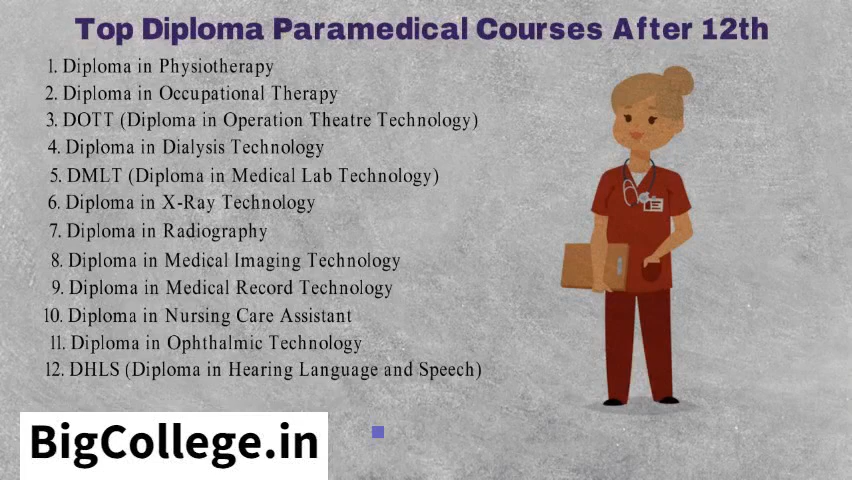 Top Diploma Paramedical Courses After 12th
1. Diploma in Physiotherapy
2. Diploma in Occupational Therapy
3. DOTT (Diploma in Operation Theatre Technology)
4. Diploma in Dialysis Technology
5. DMLT (Diploma in Medical Lab Technology)
6. Diploma in X-Ray Technology
7. Diploma in Radiography
8. Diploma in Medical Imaging Technology
9. Diploma in Medical Record Technology
10. Diploma in Nursing Care Assistant
11. Diploma in Ophthalmic Technology
12. DHLS (Diploma in Hearing Language and Speech)
BigCollege.in